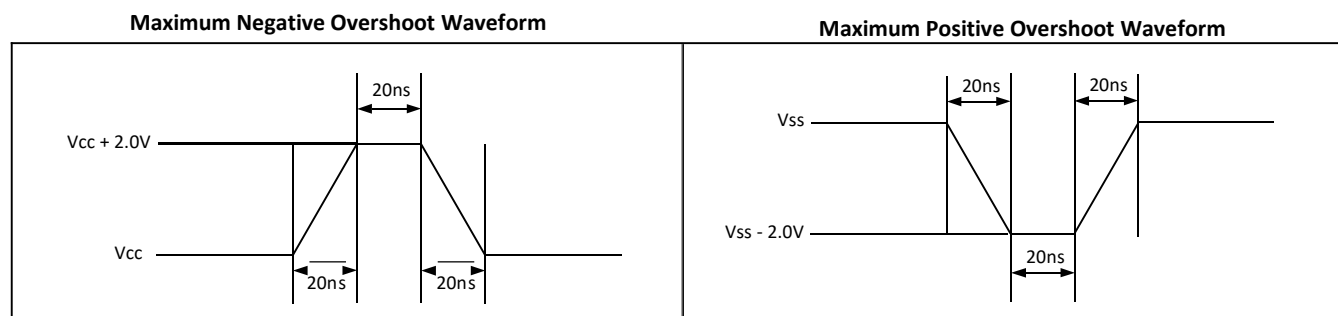 Maximum Negative Overshoot Waveform
20ns
Vcc + 2.0V
Vcc
20ns
20ns
Maximum Positive Overshoot Waveform
20ns
20ns
Vss
Vss - 2.0V
20ns